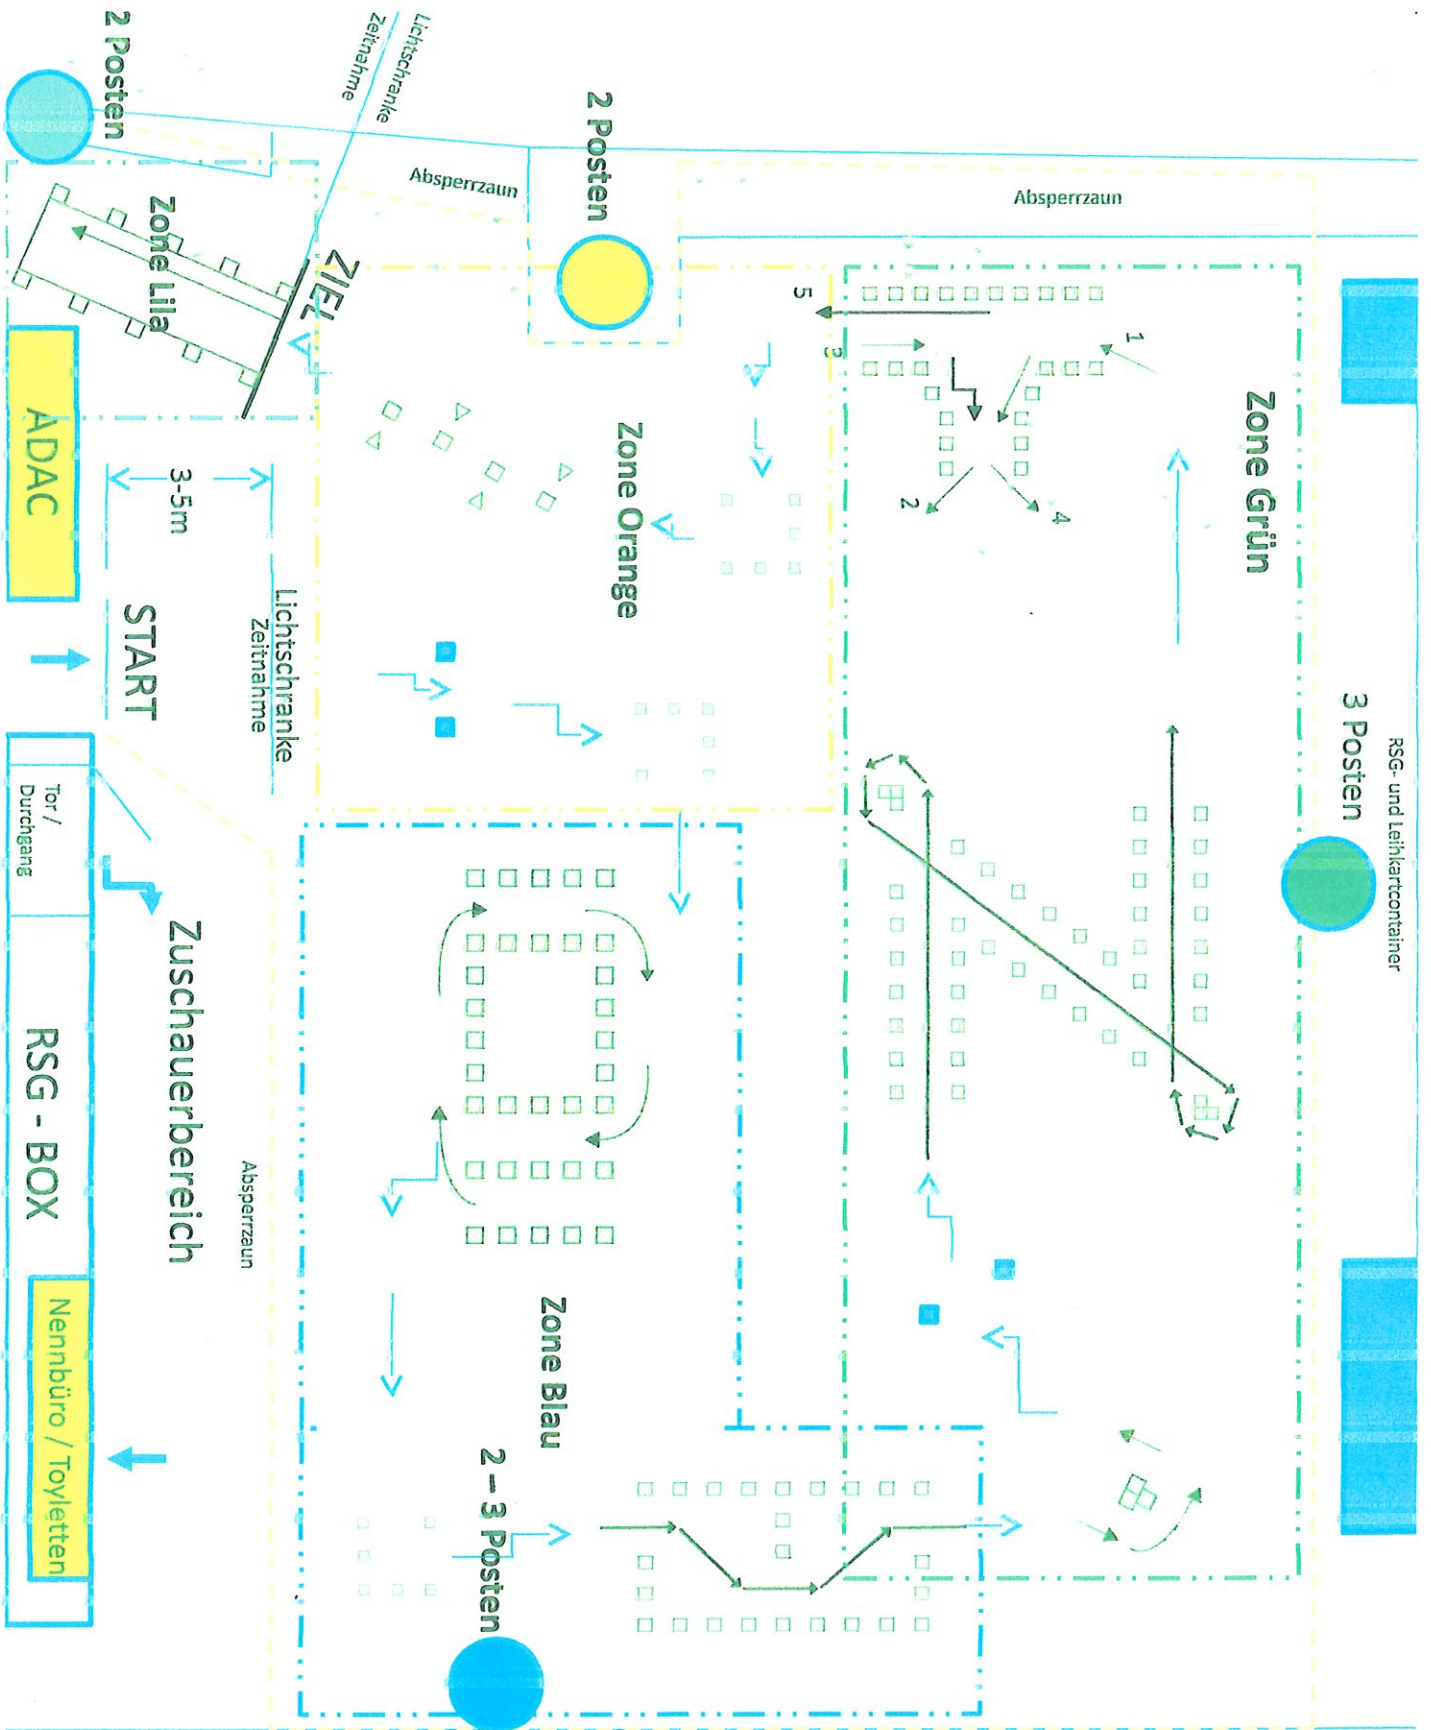 RSG- und Leihkartcontainer
3 Posten
Absperrzaun
Zone Grün
1
4
2
3
5
2 Posten
Absperrzaun
Zone Orange
Zone Blau
2 – 3 Posten
Lichtschranke
Zeitnahme
ZIEL
2 Posten
Zone Lila
Lichtschranke
Zeitnahme
3-5m
START
Absperrzaun
Zuschauerbereich
ADAC
Tor /
Durchgang
RSG - BOX
Nennbüro / Toyletten